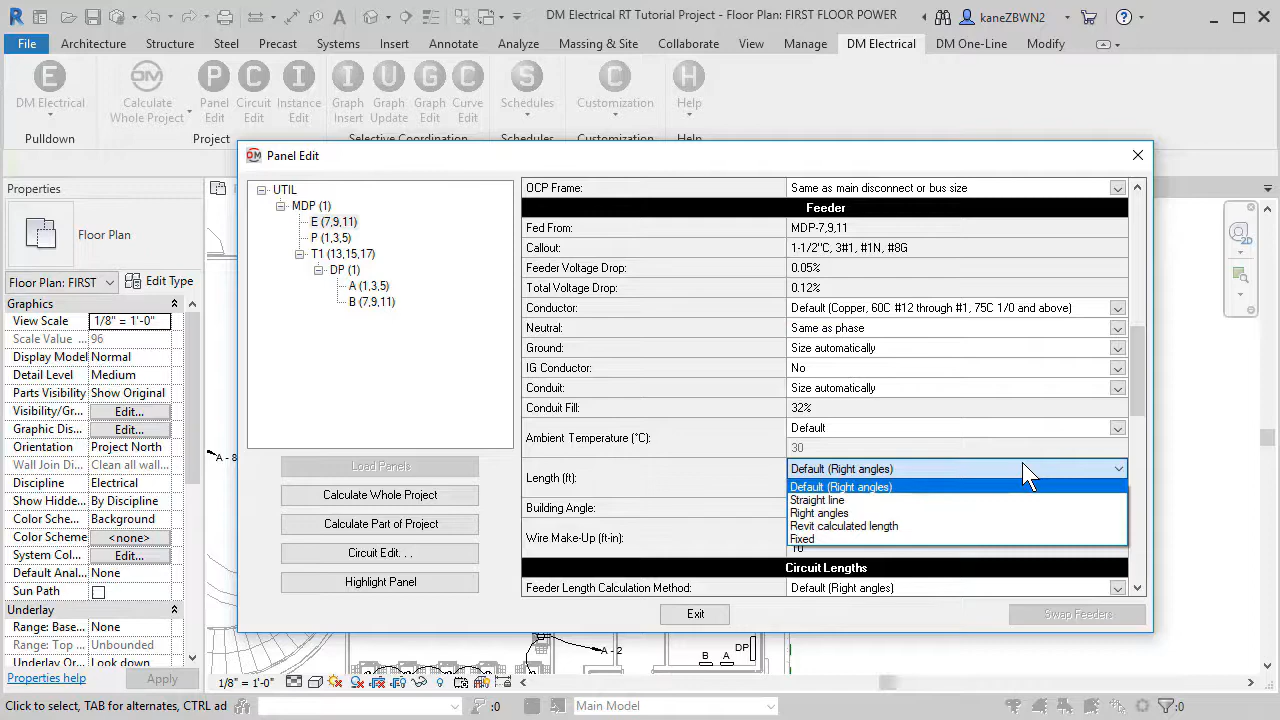 DM Electrical RT Tutorial Project - Floor Plan: FIRST FLOOR POWER
kaneZBWN2
File
Architecture
Structure
Steel
Precast
Systems
Insert
Annotate
Analyze
Massing & Site
Collaborate
View
Manage
DM Electrical
DM One-Line
Modify
DM Electrical
Calculate
Whole Project
Panel
Edit
Circuit
Edit
Instance
Edit
Graph
Insert
Graph
Update
Graph
Edit
Curve
Edit
Schedules
Customization
Help
Pulldown
Project
Selective Coordination
Schedules
Customization
Help
Properties
Floor Plan
Floor Plan: FIRST
Edit Type
Graphics
View Scale 1/8" = 1'-0"
Scale Value 96
Display Model Normal
Detail Level Medium
Parts Visibility Show Original
Visibility/Gr... Edit...
Graphic Dis... Edit...
Orientation Project North
Wall Join Di... Clean all wall j...
Discipline Electrical
Color Sche... Background
Color Scheme <none>
System Col... Edit...
Default Anal... None
Sun Path
Underlay
Range: Base... None
Range: Top ... Unbounded
Underlay Or... Look down
Properties help
Apply
Panel Edit
UTIL
MDP (1)
E (7,9,11)
P (1,3,5)
T1 (13,15,17)
DP (1)
A (1,3,5)
B (7,9,11)
Load Panels
Calculate Whole Project
Calculate Part of Project
Circuit Edit. . .
Highlight Panel
OCP Frame: Same as main disconnect or bus size
Feeder
Fed From: MDP-7,9,11
Callout: 1-1/2"C, 3#1, #1N, #8G
Feeder Voltage Drop: 0.05%
Total Voltage Drop: 0.12%
Conductor: Default (Copper, 60C #12 through #1, 75C 1/0 and above)
Neutral: Same as phase
Ground: Size automatically
IG Conductor: No
Conduit: Size automatically
Conduit Fill: 32%
Ambient Temperature (°C): Default
30
Length (ft): Default (Right angles)
Default (Right angles)
Straight line
Right angles
Revit calculated length
Fixed
Building Angle:
Wire Make-Up (ft-in): 10
Circuit Lengths
Feeder Length Calculation Method: Default (Right angles)
Exit
Swap Feeders
A - 8
2D
A - 2
B A DP
1/8" = 1'-0"
Click to select, TAB for alternates, CTRL ad
:0
Main Model
:0